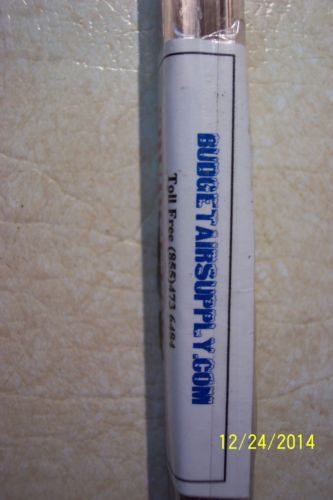 BUDGETAIRSUPPLY.COM
Toll Free (855)473 6484
12/24/2014